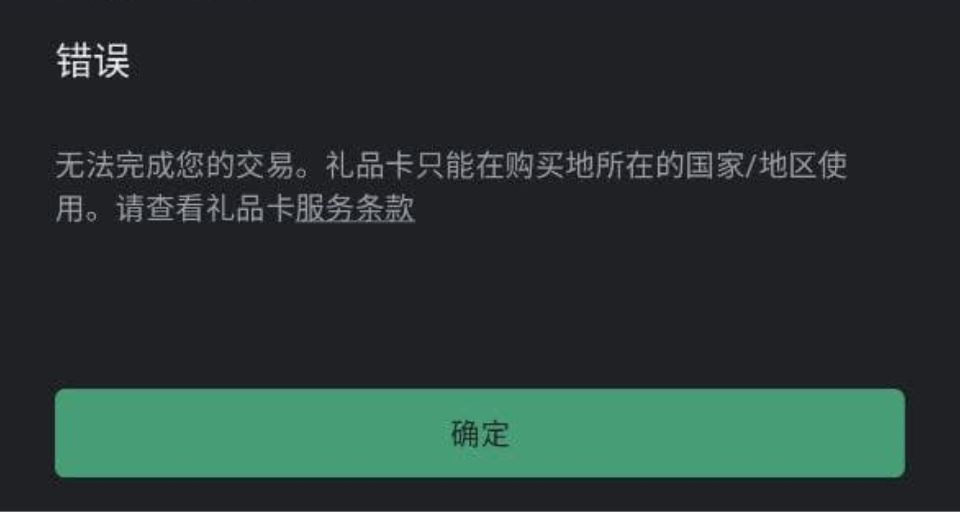 错误
无法完成您的交易。礼品卡只能在购买地所在的国家/地区使
用。请查看礼品卡服务条款
确定